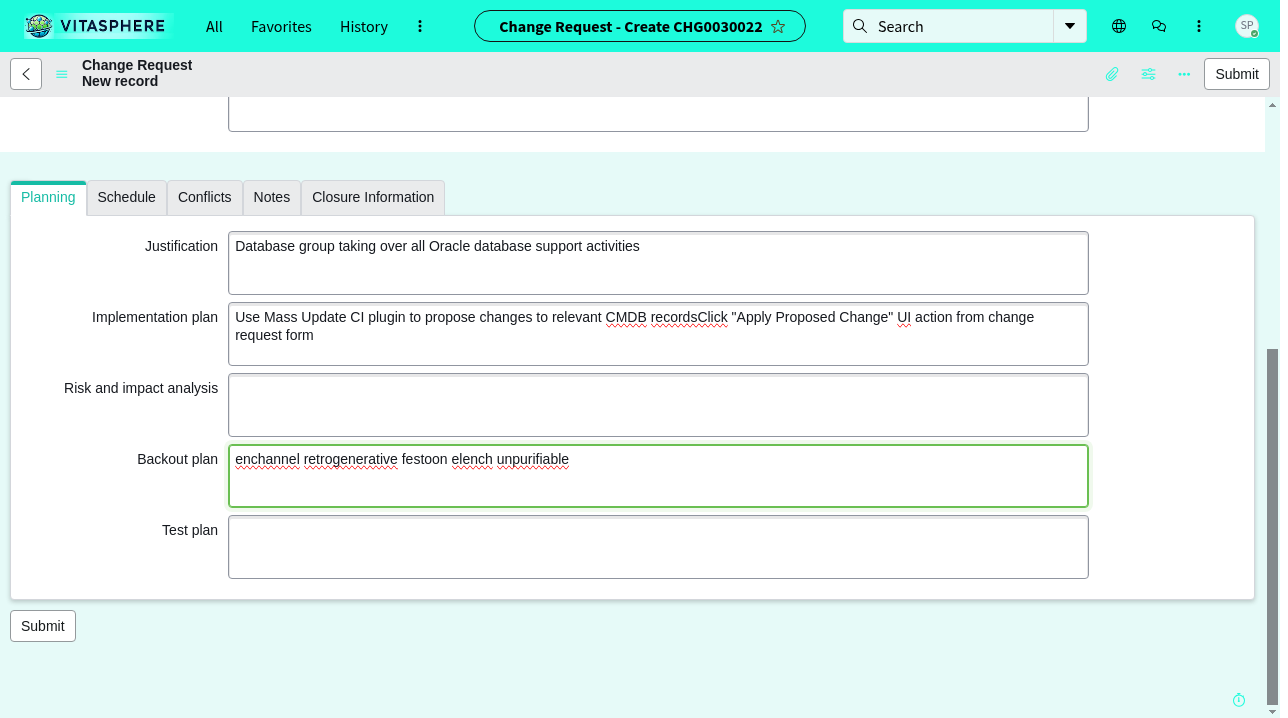 VITASPHERE
All
Favorites
History
Change Request - Create CHG0030022
Search
SP
Change Request
New record
Submit
Planning
Schedule
Conflicts
Notes
Closure Information
Justification
Database group taking over all Oracle database support activities
Implementation plan
Use Mass Update CI plugin to propose changes to relevant CMDB recordsClick "Apply Proposed Change" UI action from change
request form
Risk and impact analysis
Backout plan
enchannel retrogenerative festoon elench unpurifiable
Test plan
Submit